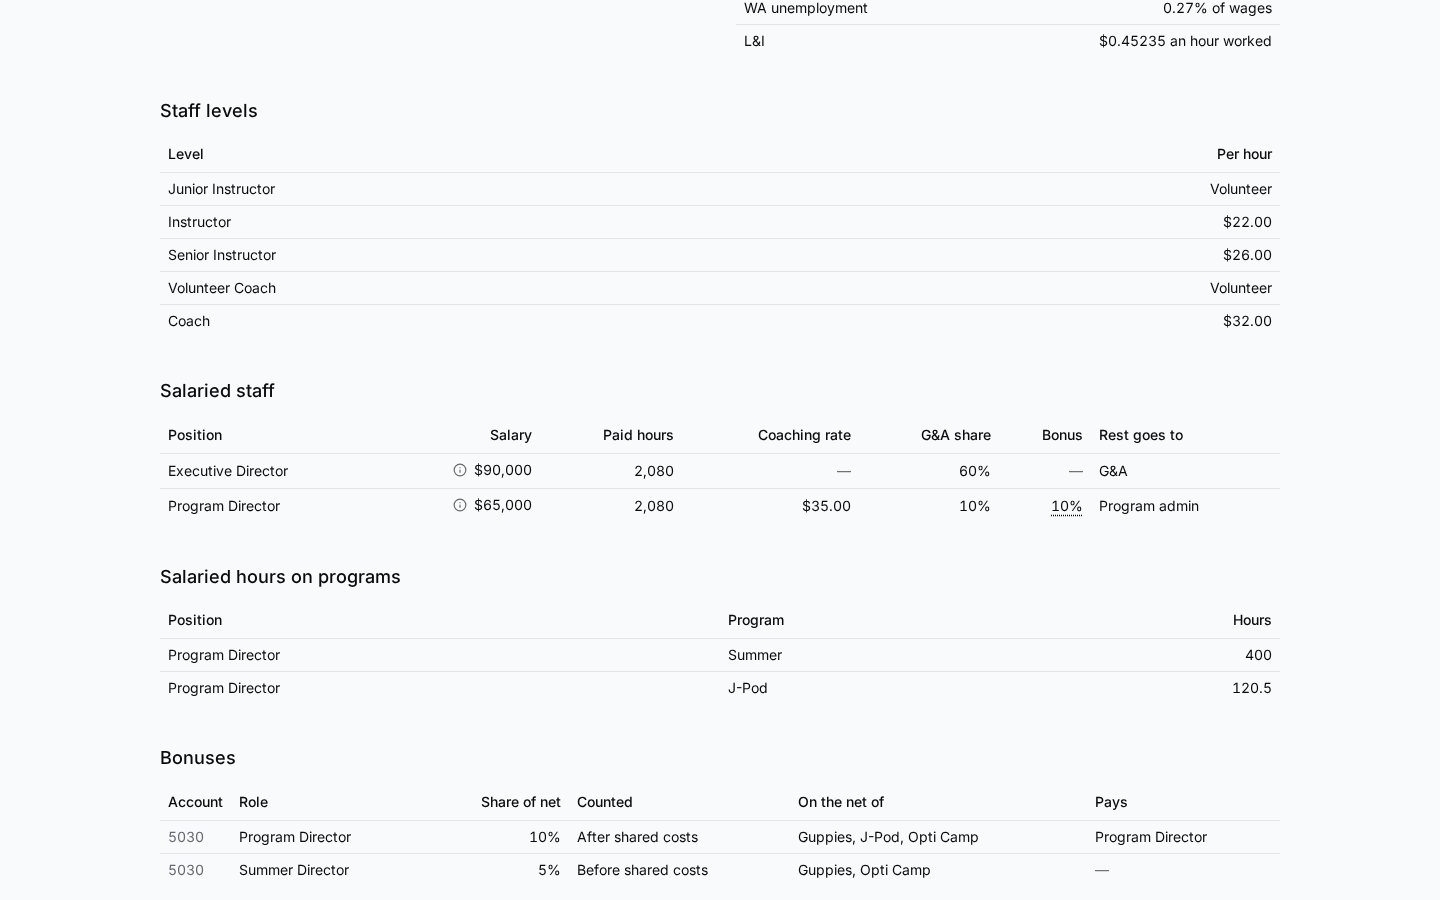 WA unemployment 0.27% of wages
L&I $0.45235 an hour worked
Staff levels
Level Per hour
Junior Instructor Volunteer
Instructor $22.00
Senior Instructor $26.00
Volunteer Coach Volunteer
Coach $32.00
Salaried staff
Position Salary Paid hours Coaching rate G&A share Bonus Rest goes to
Executive Director $90,000 2,080 — 60% — G&A
Program Director $65,000 2,080 $35.00 10% 10% Program admin
Salaried hours on programs
Position Program Hours
Program Director Summer 400
Program Director J-Pod 120.5
Bonuses
Account Role Share of net Counted On the net of Pays
5030 Program Director 10% After shared costs Guppies, J-Pod, Opti Camp Program Director
5030 Summer Director 5% Before shared costs Guppies, Opti Camp —